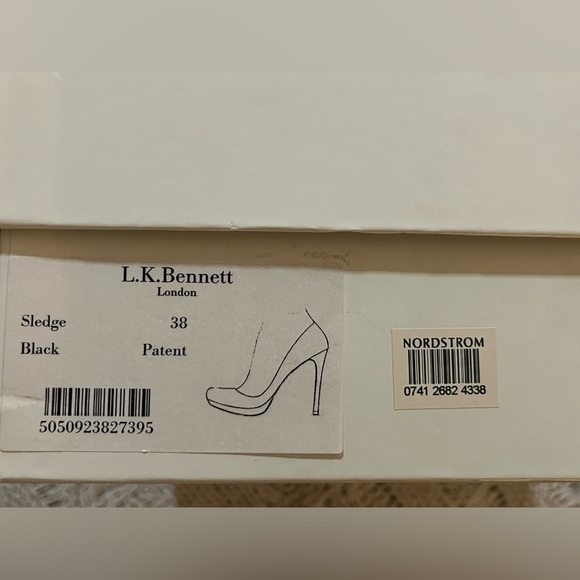 L.K.Bennett
London
Sledge 38
Black Patent
5050923827395
NORDSTROM
0741 2682 4338